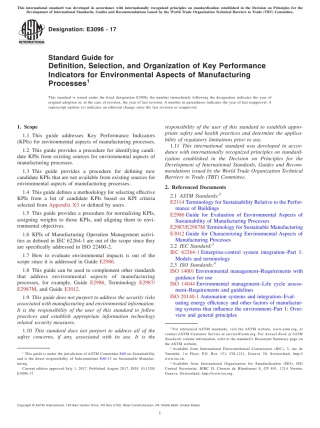 This international standard was developed in accordance with internationally recognized principles on standardization established in the Decision on Principles for the
Development of International Standards, Guides and Recommendations issued by the World Trade Organization Technical Barriers to Trade (TBT) Committee.
Designation: E3096 – 17
Standard Guide for
Definition, Selection, and Organization of Key Performance
Indicators for Environmental Aspects of Manufacturing
Processes1
This standard is issued under the fixed designation E3096; the number immediately following the designation indicates the year of
original adoption or, in the case of revision, the year of last revision. A number in parentheses indicates the year of last reapproval. A
superscript epsilon (ε) indicates an editorial change since the last revision or reapproval.
1. Scope
1.1 This guide addresses Key Performance Indicators
(KPIs) for environmental aspects of manufacturing processes.
1.2 This guide provides a procedure for identifying candi-
date KPIs from existing sources for environmental aspects of
manufacturing processes.
1.3 This guide provides a procedure for defining new
candidate KPIs that are not available from existing sources for
environmental aspects of manufacturing processes.
1.4 This guide defines a methodology for selecting effective
KPIs from a list of candidate KPIs based on KPI criteria
selected from Appendix X3 or defined by users.
1.5 This guide provides a procedure for normalizing KPIs,
assigning weights to those KPIs, and aligning them to envi-
ronmental objectives.
1.6 KPIs of Manufacturing Operation Management activi-
ties as defined in IEC 62264-1 are out of the scope since they
are specifically addressed in ISO 22400-2.
1.7 How to evaluate environmental impacts is out of the
scope since it is addressed in Guide E2986.
1.8 This guide can be used to complement other standards
that address environmental aspects of manufacturing
processes, for example, Guide E2986, Terminology E2987/
E2987M, and Guide E3012.
1.9 This guide does not purport to address the security risks
associated with manufacturing and environmental information.
It is the responsibility of the user of this standard to follow
practices and establish appropriate information technology
related security measures.
1.10 This standard does not purport to address all of the
safety concerns, if any, associated with its use. It is the
responsibility of the user of this standard to establish appro-
priate safety and health practices and determine the applica-
bility of regulatory limitations prior to use.
1.11 This international standard was developed in accor-
dance with internationally recognized principles on standard-
ization established in the Decision on Principles for the
Development of International Standards, Guides and Recom-
mendations issued by the World Trade Organization Technical
Barriers to Trade (TBT) Committee.
2. Referenced Documents
2.1 ASTM Standards:2
E2114 Terminology for Sustainability Relative to the Perfor-
mance of Buildings
E2986 Guide for Evaluation of Environmental Aspects of
Sustainability of Manufacturing Processes
E2987/E2987M Terminology for Sustainable Manufacturing
E3012 Guide for Characterizing Environmental Aspects of
Manufacturing Processes
2.2 IEC Standard:3
IEC 62264-1 Enterprise-control system integration–Part 1:
Models and terminology
2.3 ISO Standards:4
ISO 14001 Environmental management–Requirements with
guidance for use
ISO 14044 Environmental management–Life cycle assess-
ment–Requirements and guidelines
ISO 20140-1 Automation systems and integration–Evalu-
ating energy efficiency and other factors of manufactur-
ing systems that influence the environment–Part 1: Over-
view and general principles
1 This guide is under the jurisdiction of ASTM Committee E60 on Sustainability
and is the direct responsibility of Subcommittee E60.13 on Sustainable Manufac-
turing.
Current edition approved July 1, 2017. Published August 2017. DOI: 10.1520/
E3096-17.
2 For referenced ASTM standards, visit the ASTM website, www.astm.org, or
contact ASTM Customer Service at service@astm.org. For Annual Book of ASTM
Standards volume information, refer to the standard's Document Summary page on
the ASTM website.
3 Available from International Electrotechnical Commission (IEC), 3, rue de
Varembé, 1st Floor, P.O. Box 131, CH-1211, Geneva 20, Switzerland, http://
www.iec.ch.
4 Available from International Organization for Standardization (ISO), ISO
Central Secretariat, BIBC II, Chemin de Blandonnet 8, CP 401, 1214 Vernier,
Geneva, Switzerland, http://www.iso.org.
Copyright © ASTM International, 100 Barr Harbor Drive, PO Box C700, West Conshohocken, PA 19428-2959. United States
1